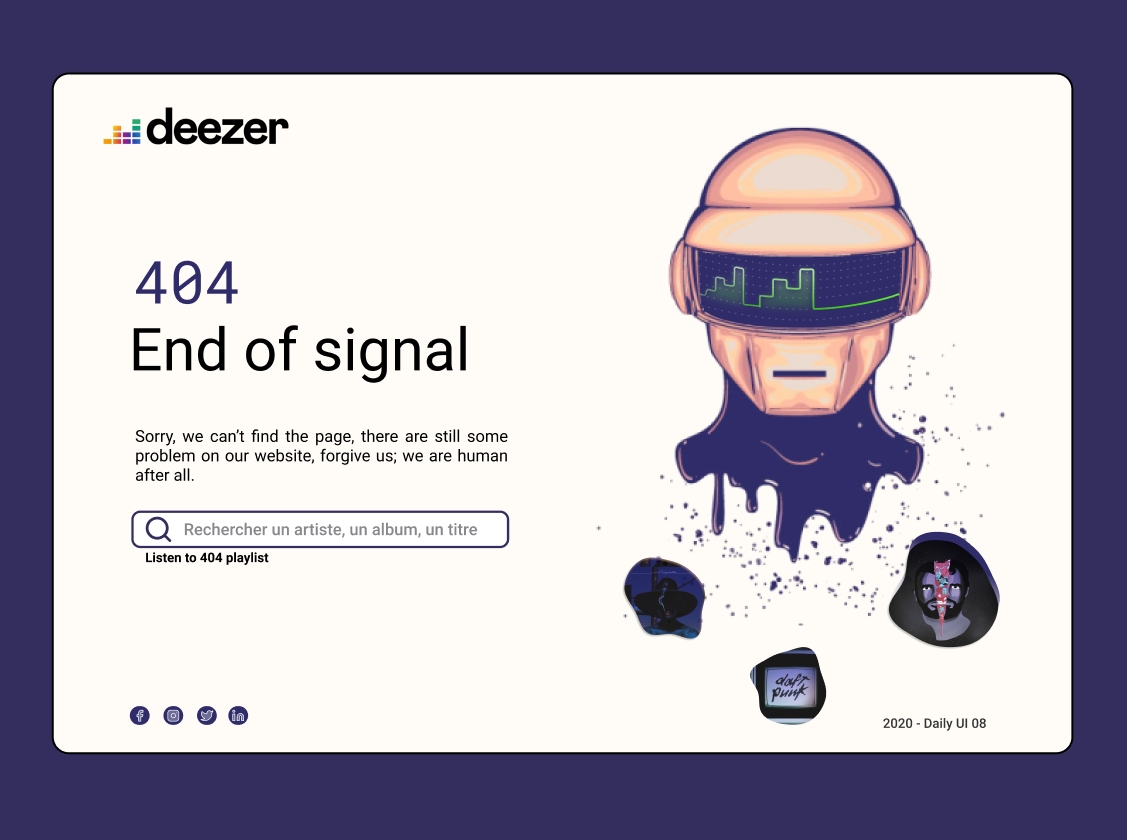 deezer
404
End of signal
Sorry, we can't find the page, there are still some
problem on our website, forgive us; we are human
after all.
Rechercher un artiste, un album, un titre
Listen to 404 playlist
daft
punk
2020 - Daily UI 08